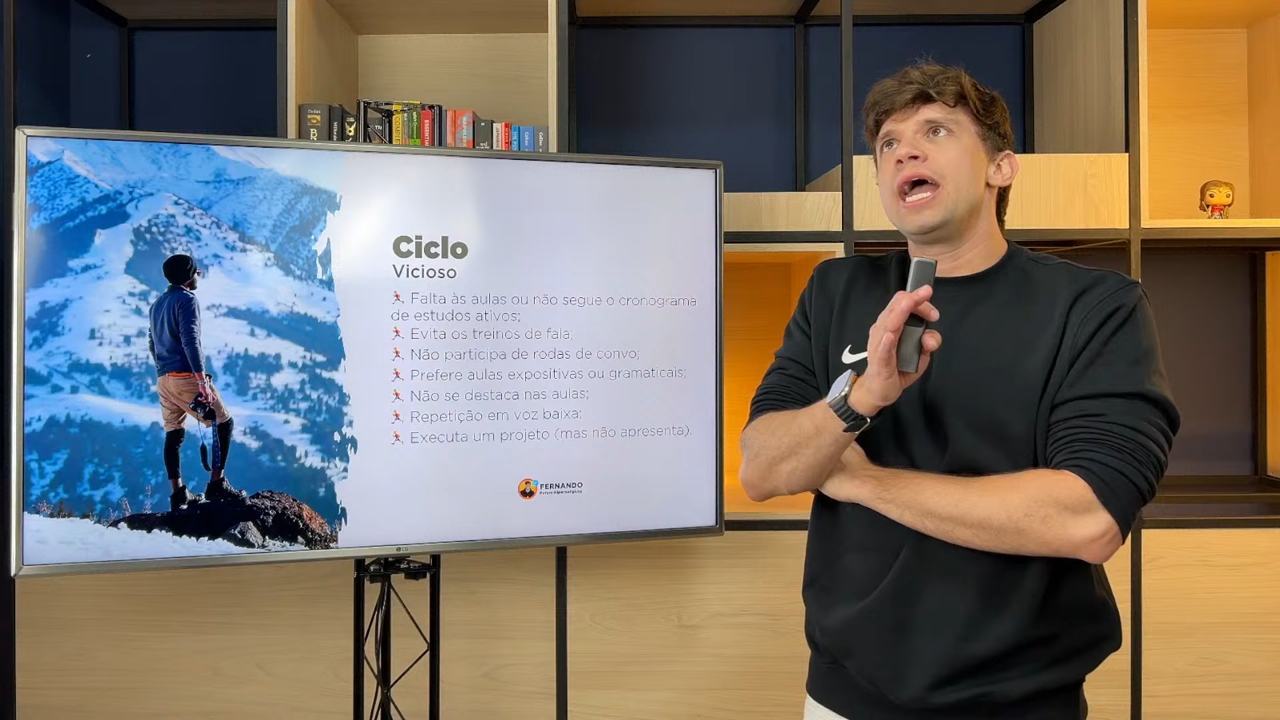 Ciclo
Vicioso
Falta às aulas ou não segue o cronograma
de estudos ativos;
Evita os treinos de fala;
Não participa de rodas de convo;
Prefere aulas expositivas ou gramaticais;
Não se destaca nas aulas;
Repetição em voz baixa;
Executa um projeto (mas não apresenta).
FERNANDO
LG